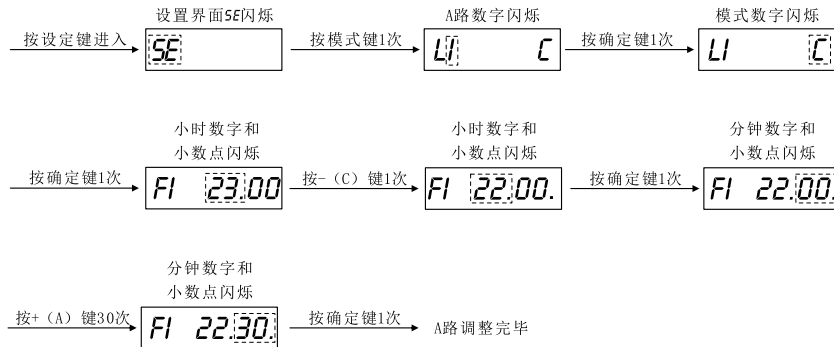 设置界面SE闪烁 A路数字闪烁 模式数字闪烁
按设定键进入 SE 按模式键1次 L1 C 按确定键1次 L1 C
小时数字和 小时数字和 分钟数字和
小数点闪烁 小数点闪烁 小数点闪烁
按确定键1次 F1 23.00 按-（C）键1次 F1 22.00. 按确定键1次 F1 22.00.
分钟数字和
小数点闪烁
按+（A）键30次 F1 22.30. 按确定键1次 A路调整完毕